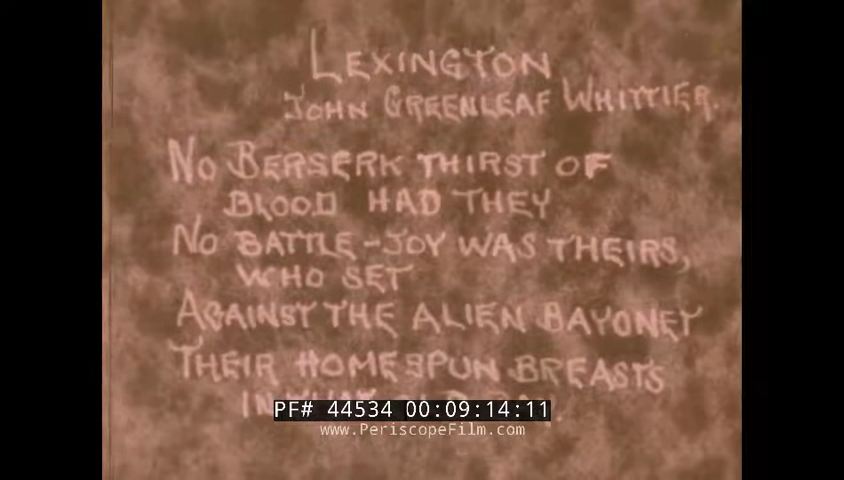 LEXINGTON
JOHN GREENLEAF WHITTIER.
NO BERSERK THIRST OF
BLOOD HAD THEY
NO BATTLE-JOY WAS THEIRS,
WHO SET
AGAINST THE ALIEN BAYONET
THEIR HOMESPUN BREASTS
IN
PF# 44534 00:09:14:11
www.PeriscopeFilm.com